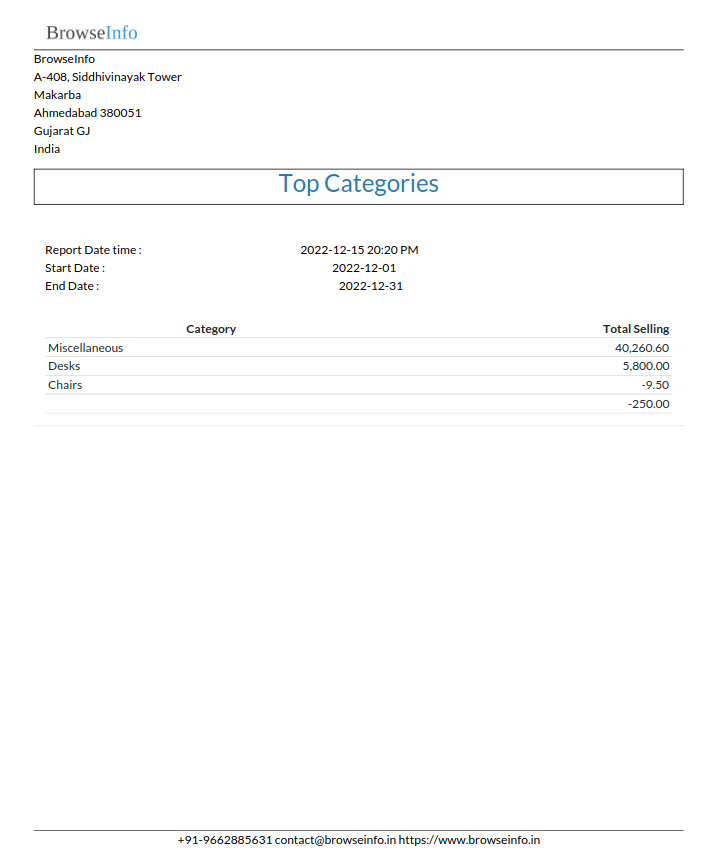 BrowseInfo
BrowseInfo
A-408, Siddhivinayak Tower
Makarba
Ahmedabad 380051
Gujarat GJ
India
Top Categories
Report Date time : 2022-12-15 20:20 PM
Start Date : 2022-12-01
End Date : 2022-12-31
Category Total Selling
Miscellaneous 40,260.60
Desks 5,800.00
Chairs -9.50
-250.00
+91-9662885631 contact@browseinfo.in https://www.browseinfo.in